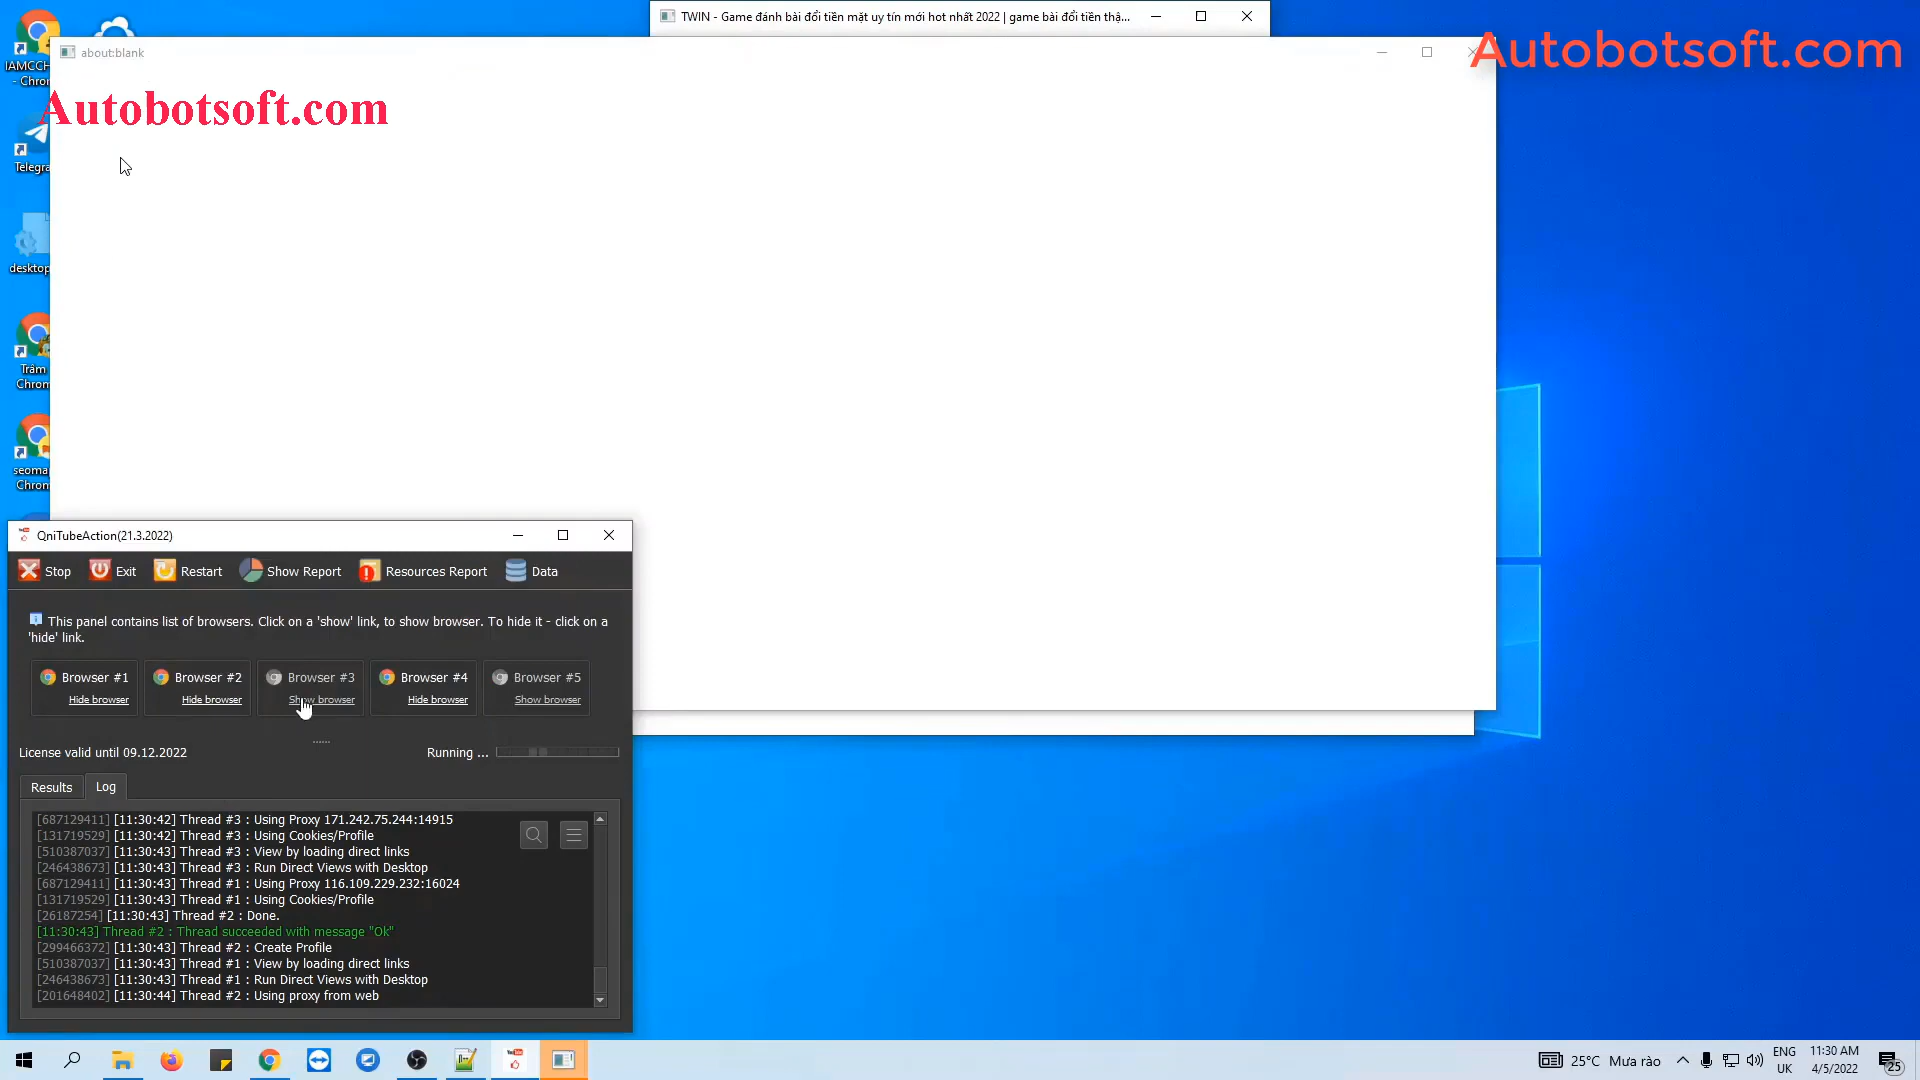 TWIN - Game đánh bài đổi tiền mặt uy tín mới hot nhất 2022 | game bài đổi tiền thậ...
about:blank
Autobotsoft.com
Autobotsoft.com
IAMCCH
- Chron
Telegra
desktop
Trâm
Chron
seomap
Chron
QniTubeAction(21.3.2022)
Stop
Exit
Restart
Show Report
Resources Report
Data
This panel contains list of browsers. Click on a 'show' link, to show browser. To hide it - click on a
'hide' link.
Browser #1
Hide browser
Browser #2
Hide browser
Browser #3
Show browser
Browser #4
Hide browser
Browser #5
Show browser
License valid until 09.12.2022
Running ...
Results
Log
[687129411] [11:30:42] Thread #3 : Using Proxy 171.242.75.244:14915
[131719529] [11:30:42] Thread #3 : Using Cookies/Profile
[510387037] [11:30:43] Thread #3 : View by loading direct links
[246438673] [11:30:43] Thread #3 : Run Direct Views with Desktop
[687129411] [11:30:43] Thread #1 : Using Proxy 116.109.229.232:16024
[131719529] [11:30:43] Thread #1 : Using Cookies/Profile
[26187254] [11:30:43] Thread #2 : Done.
[11:30:43] Thread #2 : Thread succeeded with message "Ok"
[299466372] [11:30:43] Thread #2 : Create Profile
[510387037] [11:30:43] Thread #1 : View by loading direct links
[246438673] [11:30:43] Thread #1 : Run Direct Views with Desktop
[201648402] [11:30:44] Thread #2 : Using proxy from web
25°C Mưa rào
ENG
UK
11:30 AM
4/5/2022
25